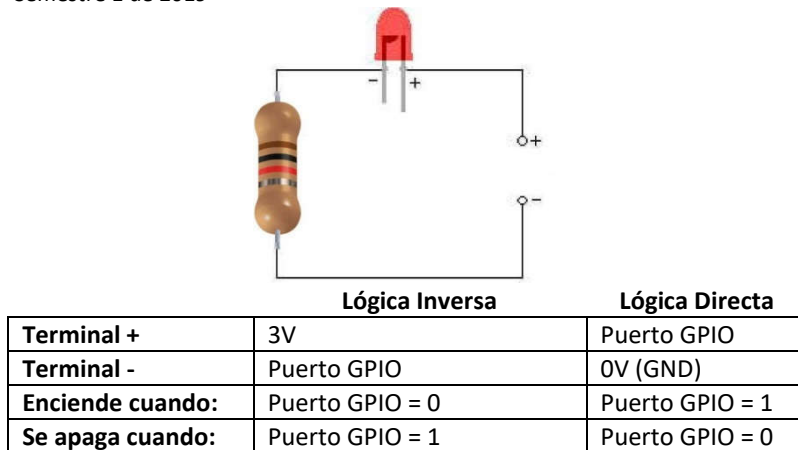 - +
+
-
Lógica Inversa Lógica Directa
Terminal + 3V Puerto GPIO
Terminal - Puerto GPIO 0V (GND)
Enciende cuando: Puerto GPIO = 0 Puerto GPIO = 1
Se apaga cuando: Puerto GPIO = 1 Puerto GPIO = 0